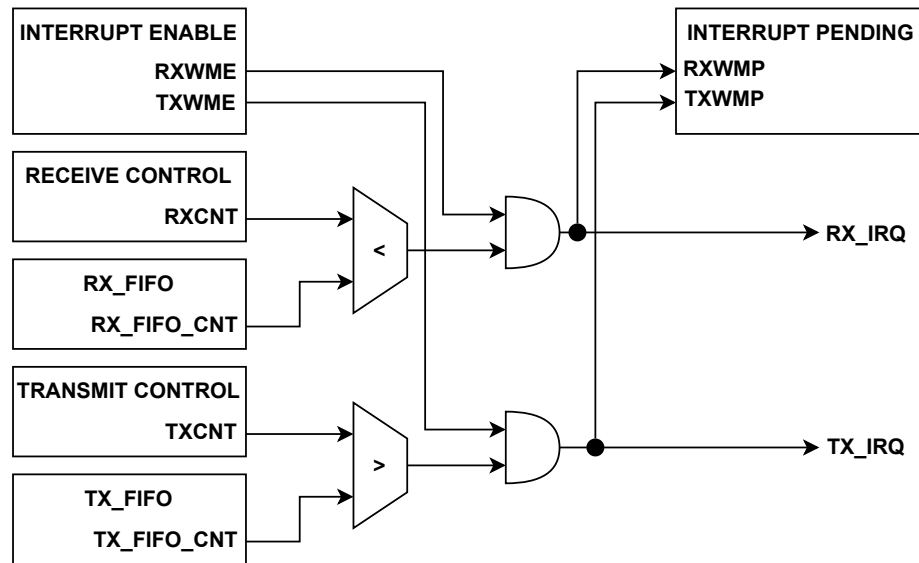 INTERRUPT ENABLE
RXWME
TXWME
INTERRUPT PENDING
RXWMP
TXWMP
RECEIVE CONTROL
RXCNT
RX_FIFO
RX_FIFO_CNT
<
RX_IRQ
TRANSMIT CONTROL
TXCNT
TX_FIFO
TX_FIFO_CNT
>
TX_IRQ